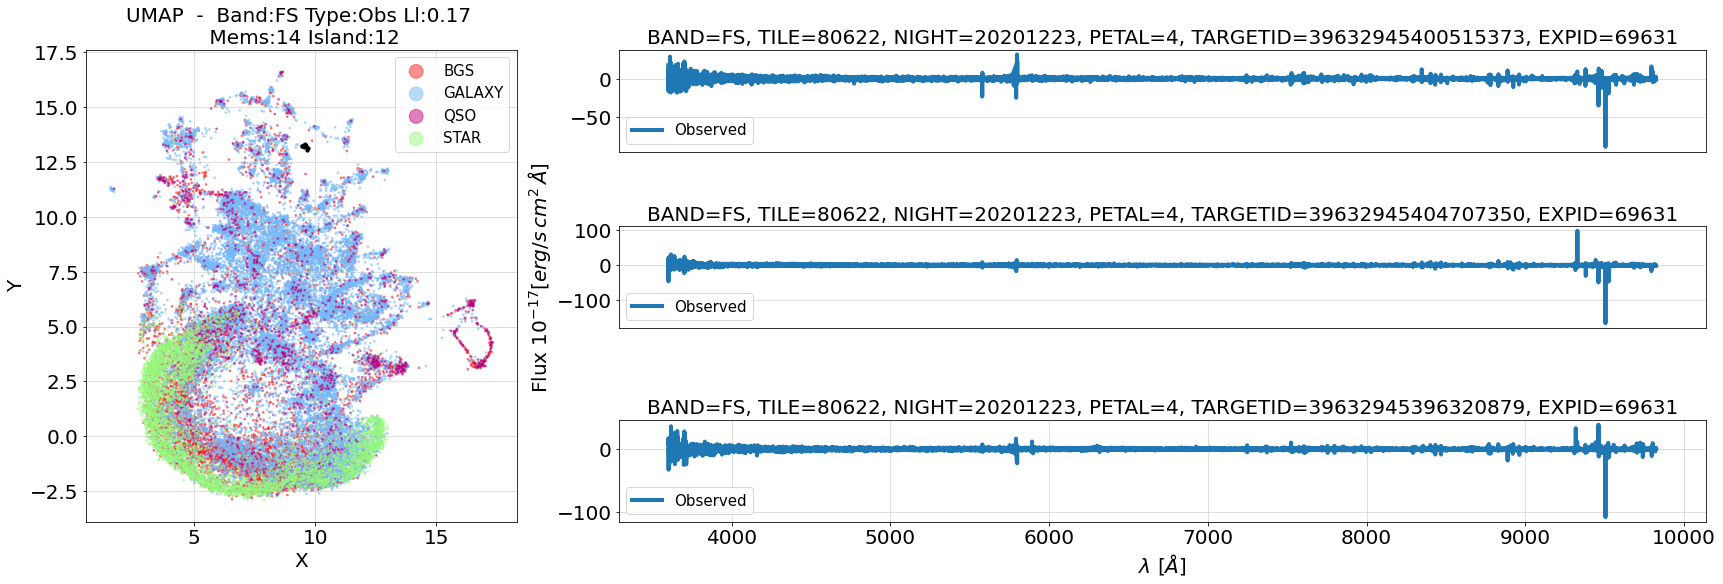 UMAP - Band:FS Type:Obs Ll:0.17
Mems:14 Island:12
17.5
15.0
12.5
10.0
7.5
5.0
2.5
0.0
−2.5
Y
5
10
15
X
BGS
GALAXY
QSO
STAR
Flux 10⁻¹⁷[erg/s cm² Å]
BAND=FS, TILE=80622, NIGHT=20201223, PETAL=4, TARGETID=39632945400515373, EXPID=69631
0
−50
Observed
BAND=FS, TILE=80622, NIGHT=20201223, PETAL=4, TARGETID=39632945404707350, EXPID=69631
100
0
−100
Observed
BAND=FS, TILE=80622, NIGHT=20201223, PETAL=4, TARGETID=39632945396320879, EXPID=69631
0
−100
Observed
4000
5000
6000
7000
8000
9000
10000
λ [Å]